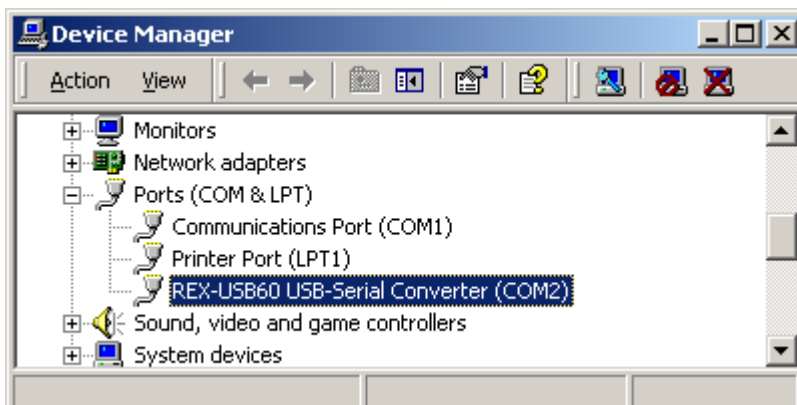 Device Manager
Action View
Monitors
Network adapters
Ports (COM & LPT)
Communications Port (COM1)
Printer Port (LPT1)
REX-USB60 USB-Serial Converter (COM2)
Sound, video and game controllers
System devices